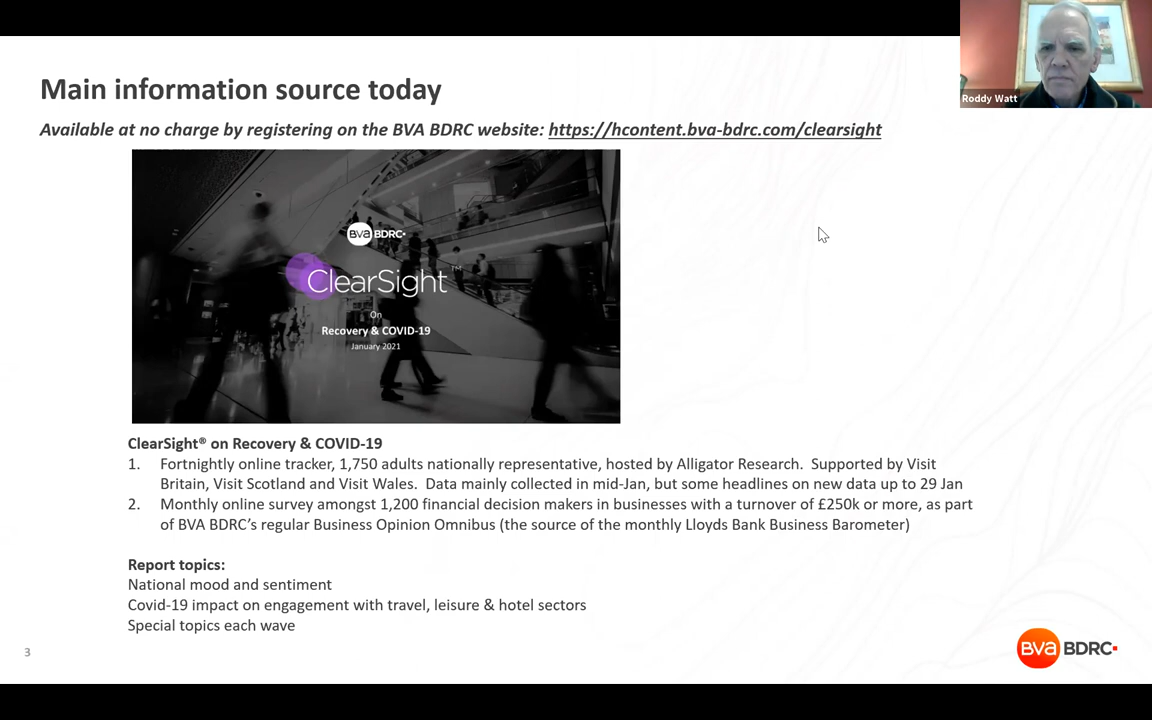 Main information source today
Roddy Watt
Available at no charge by registering on the BVA BDRC website: https://hcontent.bva-bdrc.com/clearsight
BVa BDRC
ClearSight™
On
Recovery & COVID-19
January 2021
ClearSight® on Recovery & COVID-19
1. Fortnightly online tracker, 1,750 adults nationally representative, hosted by Alligator Research. Supported by Visit
Britain, Visit Scotland and Visit Wales. Data mainly collected in mid-Jan, but some headlines on new data up to 29 Jan
2. Monthly online survey amongst 1,200 financial decision makers in businesses with a turnover of £250k or more, as part
of BVA BDRC's regular Business Opinion Omnibus (the source of the monthly Lloyds Bank Business Barometer)
Report topics:
National mood and sentiment
Covid-19 impact on engagement with travel, leisure & hotel sectors
Special topics each wave
3
BVa BDRC